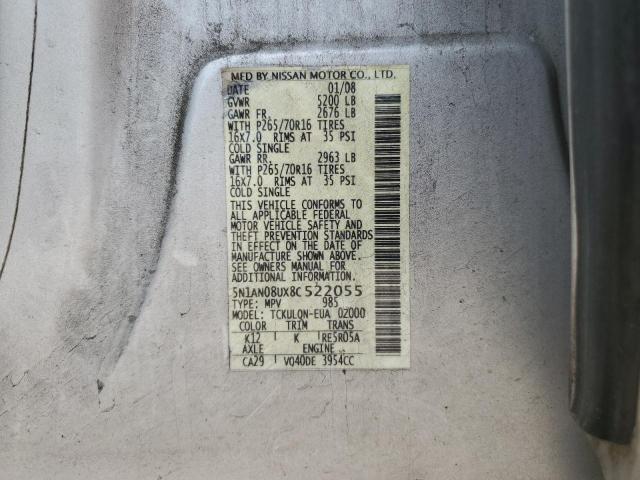 MFD BY NISSAN MOTOR CO., LTD.
DATE 01/08
GVWR 5200 LB
GAWR FR. 2676 LB
WITH P265/70R16 TIRES
16X7.0 RIMS AT 35 PSI
COLD SINGLE
GAWR RR. 2963 LB
WITH P265/70R16 TIRES
16X7.0 RIMS AT 35 PSI
COLD SINGLE
THIS VEHICLE CONFORMS TO
ALL APPLICABLE FEDERAL
MOTOR VEHICLE SAFETY AND
THEFT PREVENTION STANDARDS
IN EFFECT ON THE DATE OF
MANUFACTURE SHOWN ABOVE.
SEE OWNERS MANUAL FOR
ADDITIONAL INFORMATION
5N1AN08UX8C522055
TYPE: MPV 985
MODEL: TCKULQN-EUA 02000
COLOR TRIM TRANS
K12 K RE5R05A
AXLE ENGINE
CA29 VQ40DE 3954CC